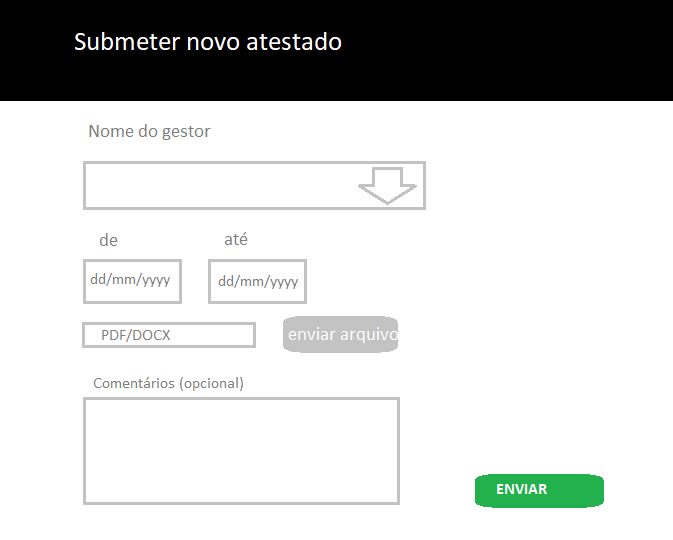 Submeter novo atestado
Nome do gestor
de até
dd/mm/yyyy dd/mm/yyyy
PDF/DOCX enviar arquivo
Comentários (opcional)
ENVIAR